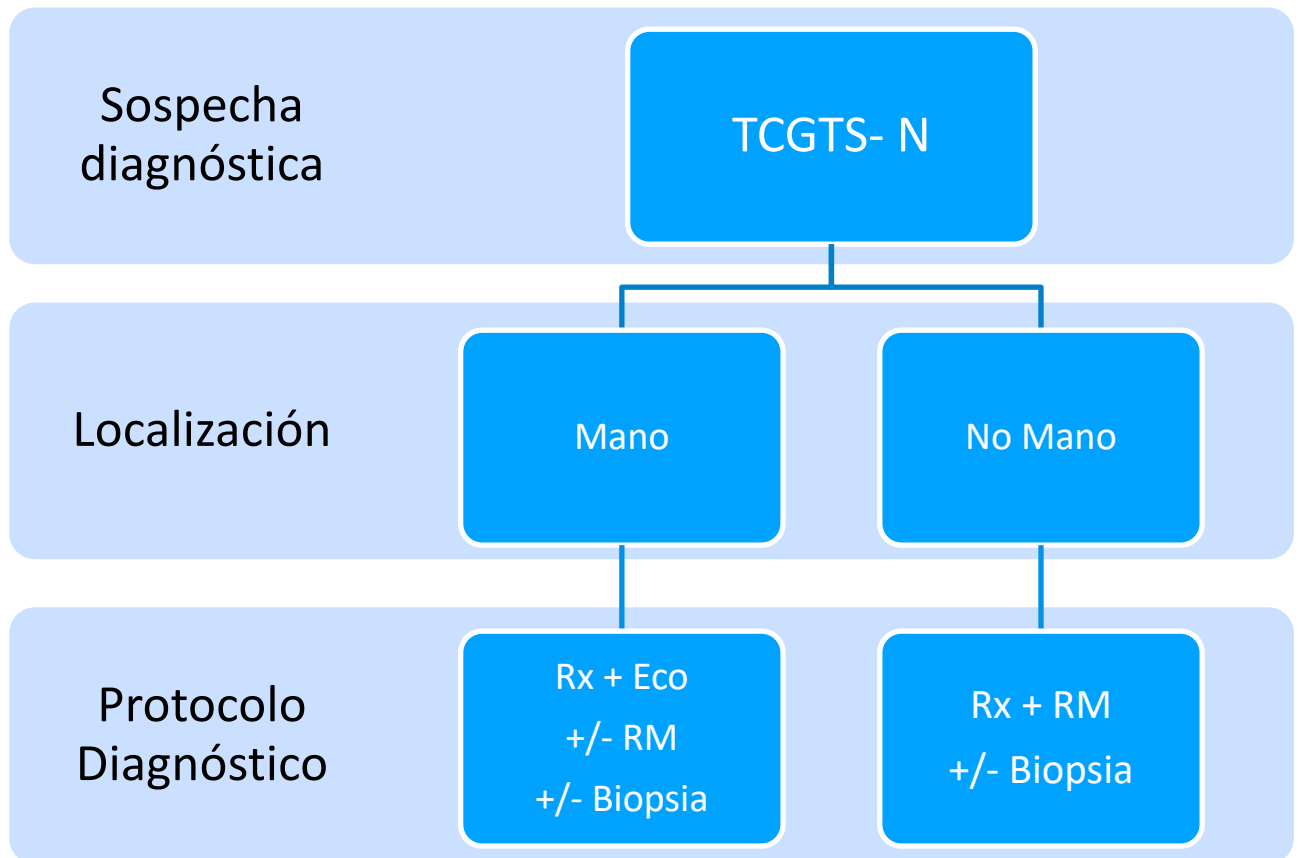 Sospecha
diagnóstica
TCGTS- N
Localización
Mano
No Mano
Protocolo
Diagnóstico
Rx + Eco
+/- RM
+/- Biopsia
Rx + RM
+/- Biopsia